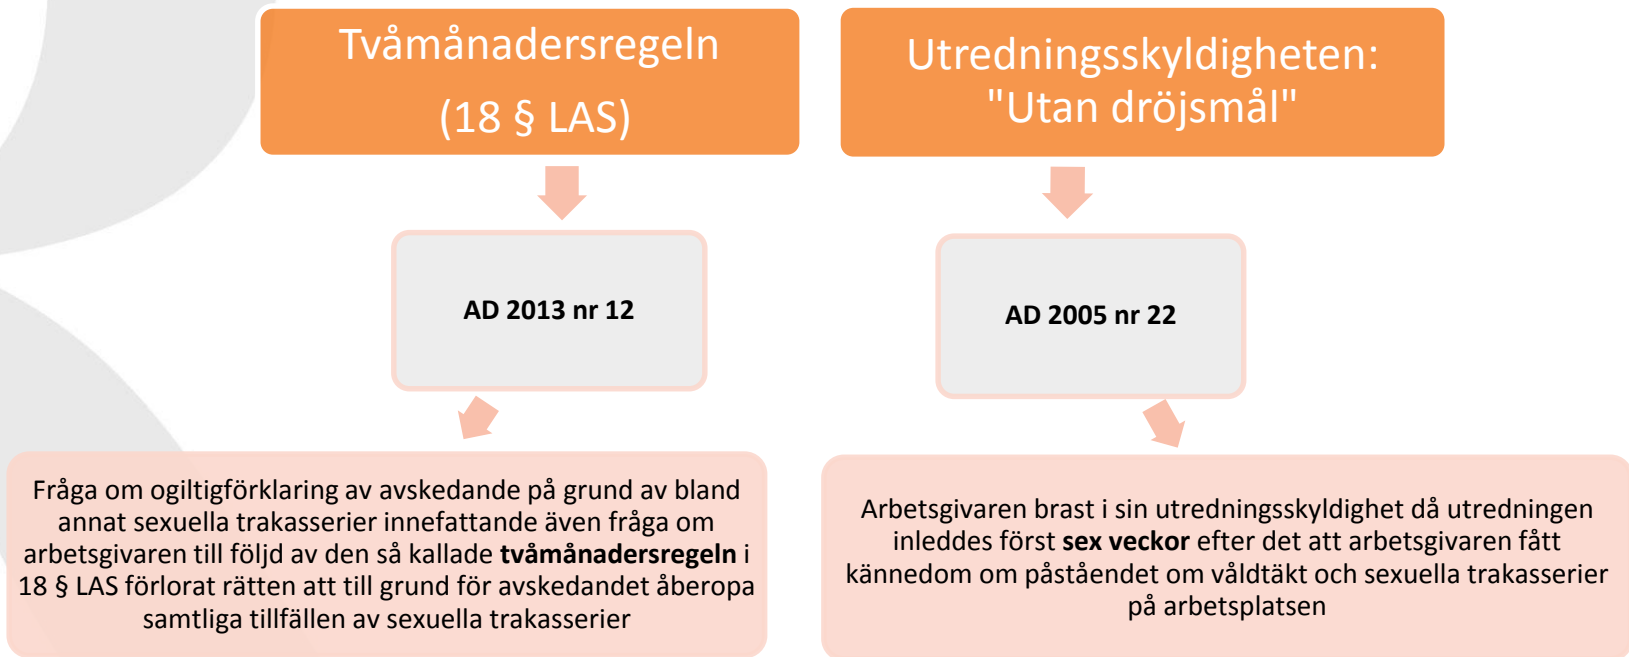 Tvåmånadersregeln
(18 § LAS)
AD 2013 nr 12
Fråga om ogiltigförklaring av avskedande på grund av bland
annat sexuella trakasserier innefattande även fråga om
arbetsgivaren till följd av den så kallade tvåmånadersregeln i
18 § LAS förlorat rätten att till grund för avskedandet åberopa
samtliga tillfällen av sexuella trakasserier
Utredningsskyldigheten:
"Utan dröjsmål"
AD 2005 nr 22
Arbetsgivaren brast i sin utredningsskyldighet då utredningen
inleddes först sex veckor efter det att arbetsgivaren fått
kännedom om påståendet om våldtäkt och sexuella trakasserier
på arbetsplatsen